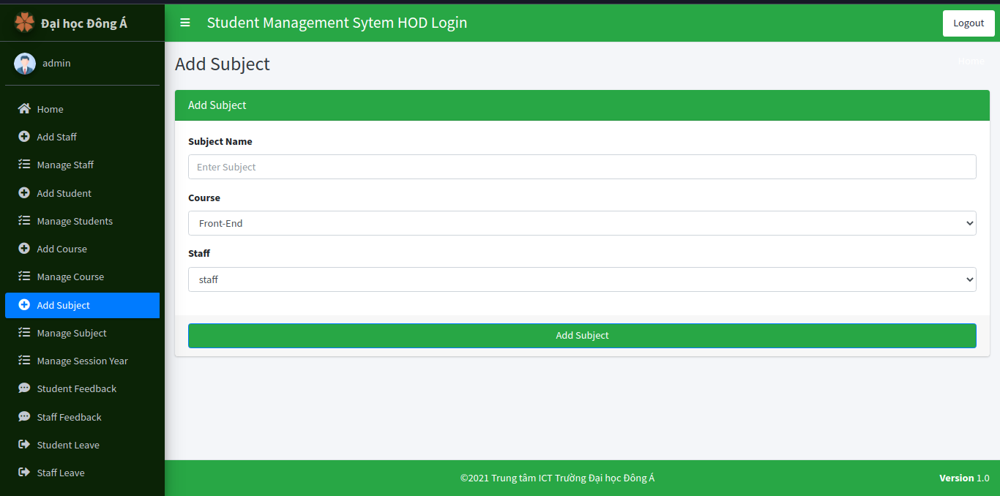 Đại học Đông Á
Student Management Sytem HOD Login
Logout
admin
Home
Add Staff
Manage Staff
Add Student
Manage Students
Add Course
Manage Course
Add Subject
Manage Subject
Manage Session Year
Student Feedback
Staff Feedback
Student Leave
Staff Leave
Add Subject
Home
Add Subject
Subject Name
Enter Subject
Course
Front-End
Staff
staff
Add Subject
©2021 Trung tâm ICT Trường Đại học Đông Á
Version 1.0